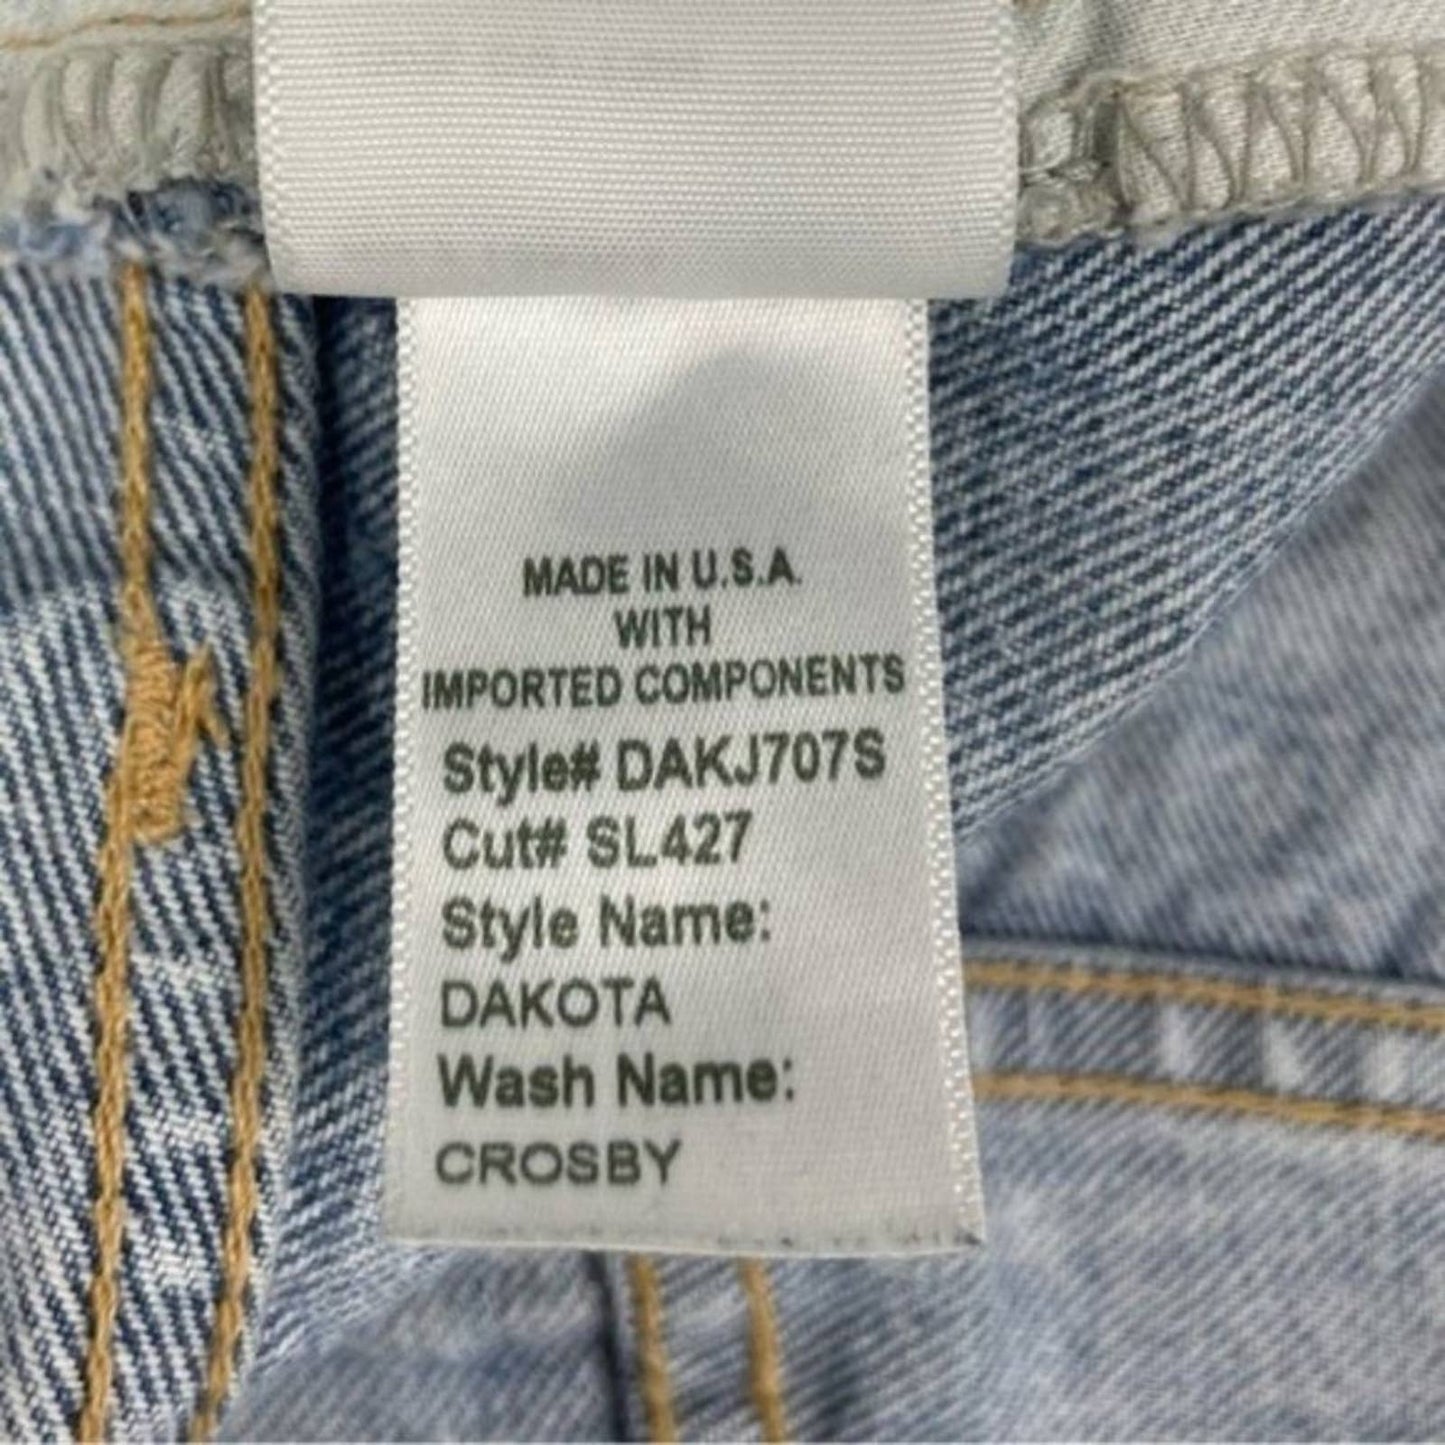 MADE IN U.S.A.
WITH
IMPORTED COMPONENTS
Style# DAKJ707S
Cut# SL427
Style Name:
DAKOTA
Wash Name:
CROSBY